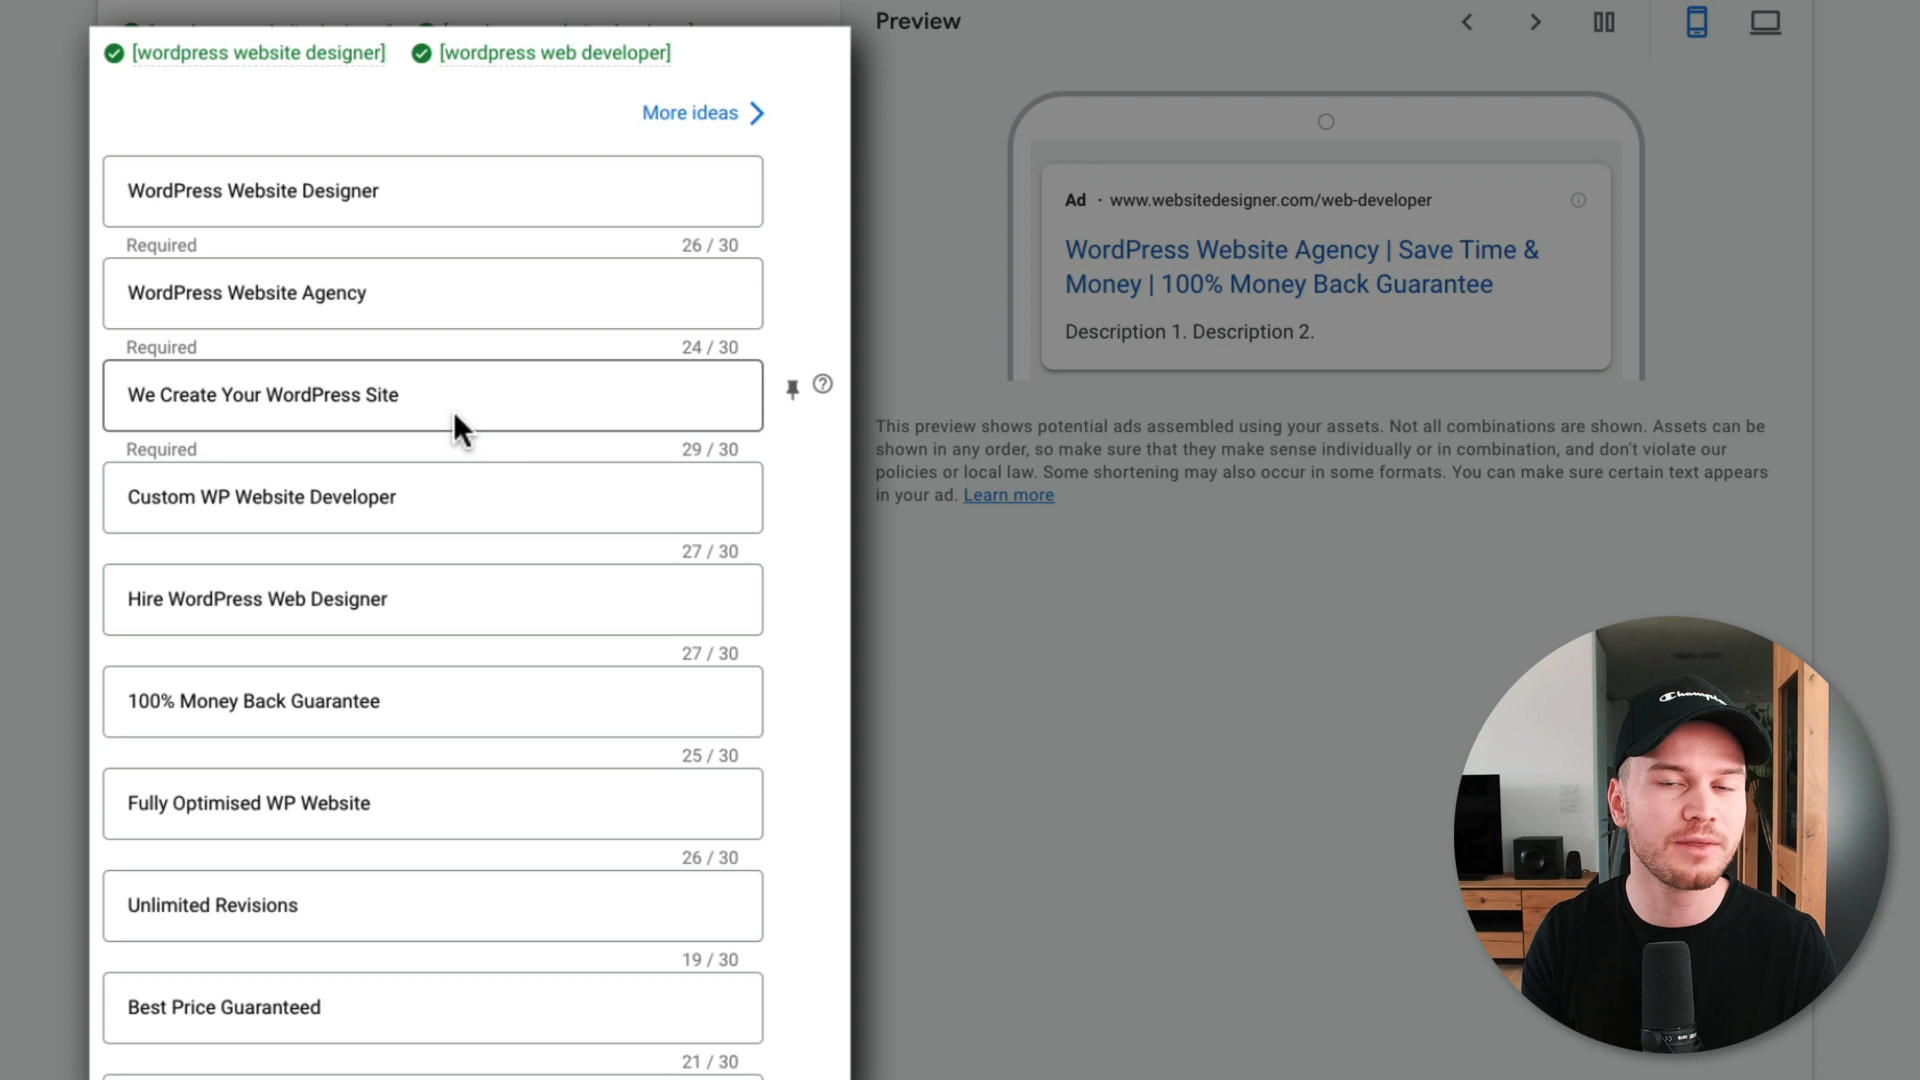 [wordpress website designer] [wordpress web developer]
More ideas
WordPress Website Designer
Required 26 / 30
WordPress Website Agency
Required 24 / 30
We Create Your WordPress Site
Required 29 / 30
Custom WP Website Developer
27 / 30
Hire WordPress Web Designer
27 / 30
100% Money Back Guarantee
25 / 30
Fully Optimised WP Website
26 / 30
Unlimited Revisions
19 / 30
Best Price Guaranteed
21 / 30
Preview
Ad · www.websitedesigner.com/web-developer
WordPress Website Agency | Save Time &
Money | 100% Money Back Guarantee
Description 1. Description 2.
This preview shows potential ads assembled using your assets. Not all combinations are shown. Assets can be
shown in any order, so make sure that they make sense individually or in combination, and don't violate our
policies or local law. Some shortening may also occur in some formats. You can make sure certain text appears
in your ad. Learn more